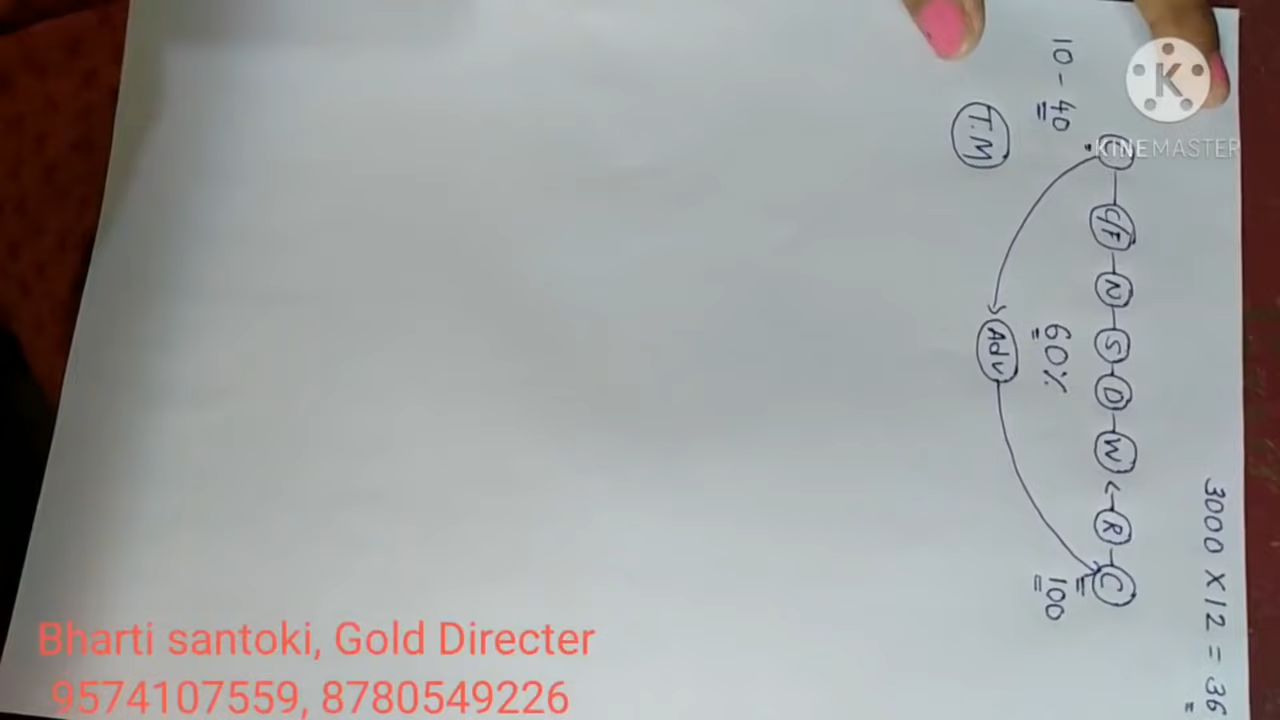 3000 X 12 = 36
C - C/F - N - S - D - W < R - C
10 - 40 60% 100
Adv
T.M
K
KINEMASTER
Bharti santoki, Gold Directer
9574107559, 8780549226